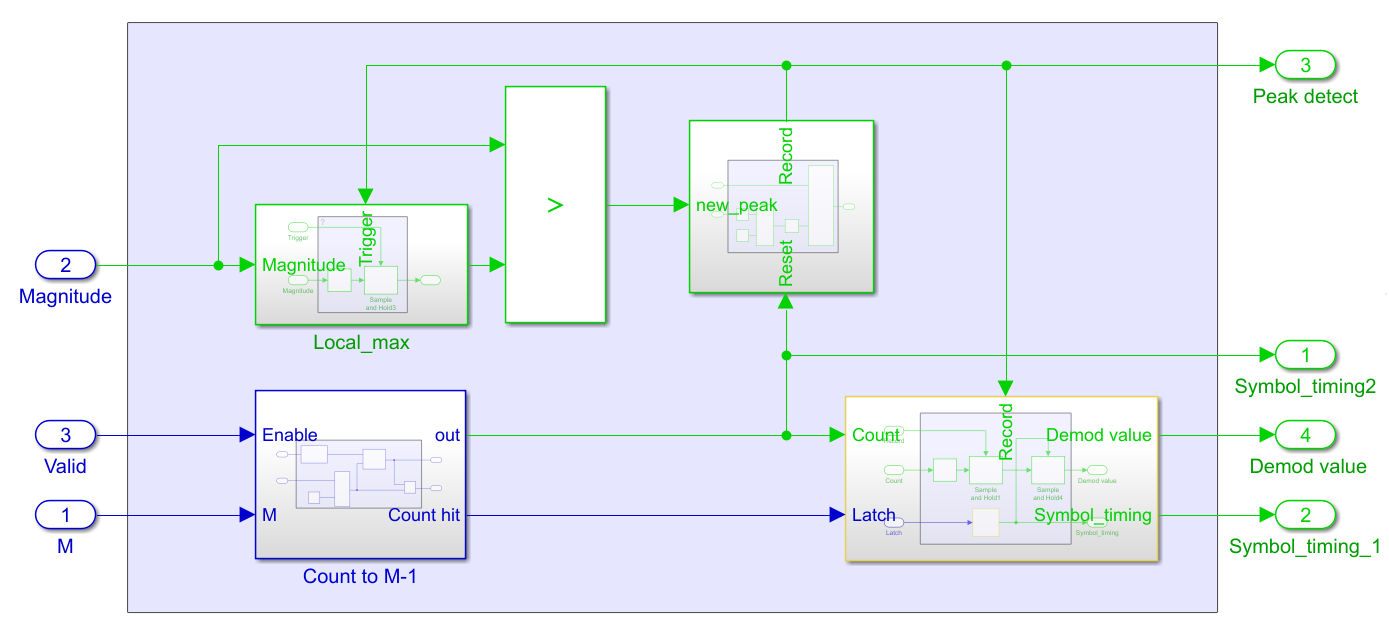 3
Peak detect
>
Record
new_peak
Reset
Trigger
Magnitude
?
Trigger
Magnitude
Sample
and Hold3
Local_max
2
Magnitude
1
Symbol_timing2
3
Valid
Enable
out
M
Count hit
1
M
Count to M-1
Record
Count
Demod value
Latch
Symbol_timing
Count
Sample
and Hold1
Sample
and Hold4
Demod value
Latch
Symbol_timing
4
Demod value
2
Symbol_timing_1